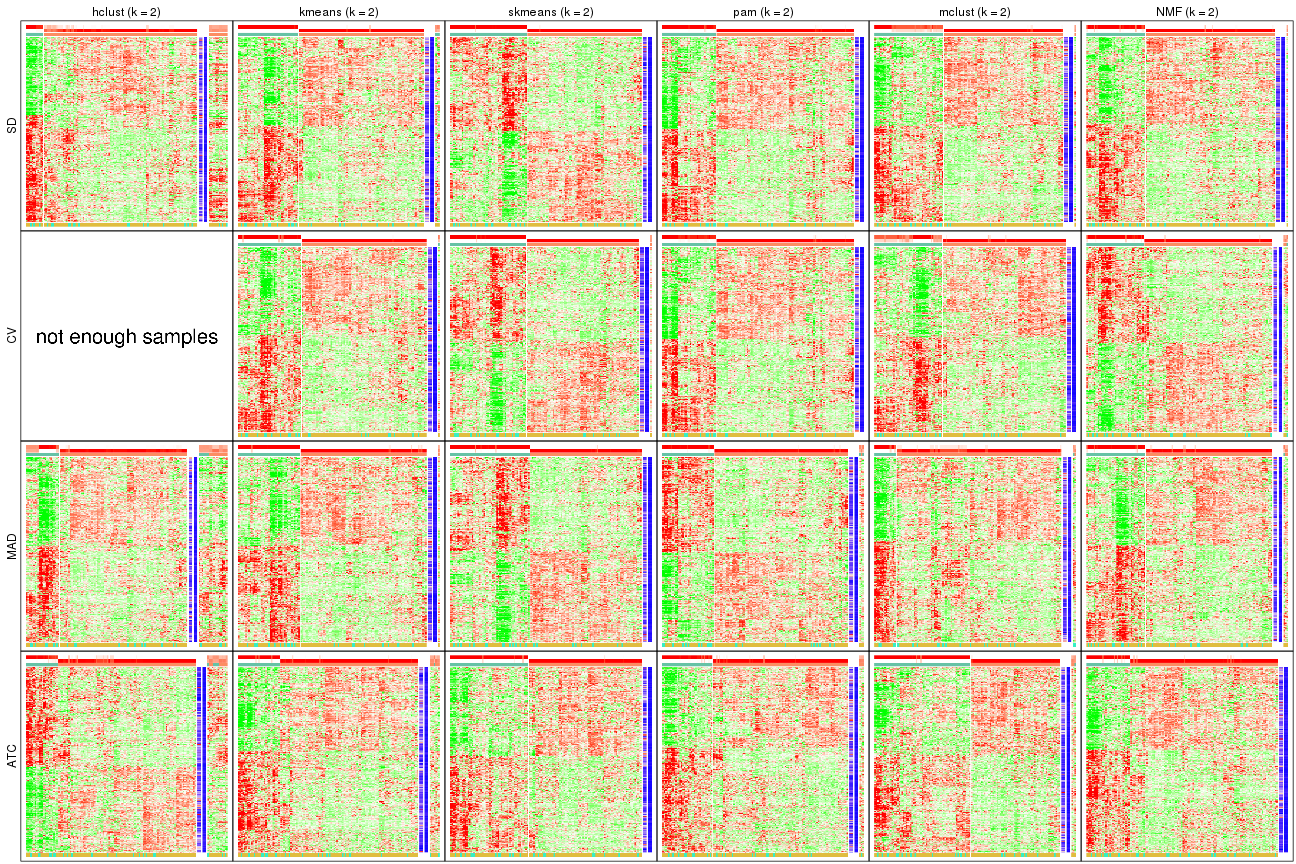 hclust (k = 2)
kmeans (k = 2)
skmeans (k = 2)
pam (k = 2)
mclust (k = 2)
NMF (k = 2)
SD
CV
not enough samples
MAD
ATC